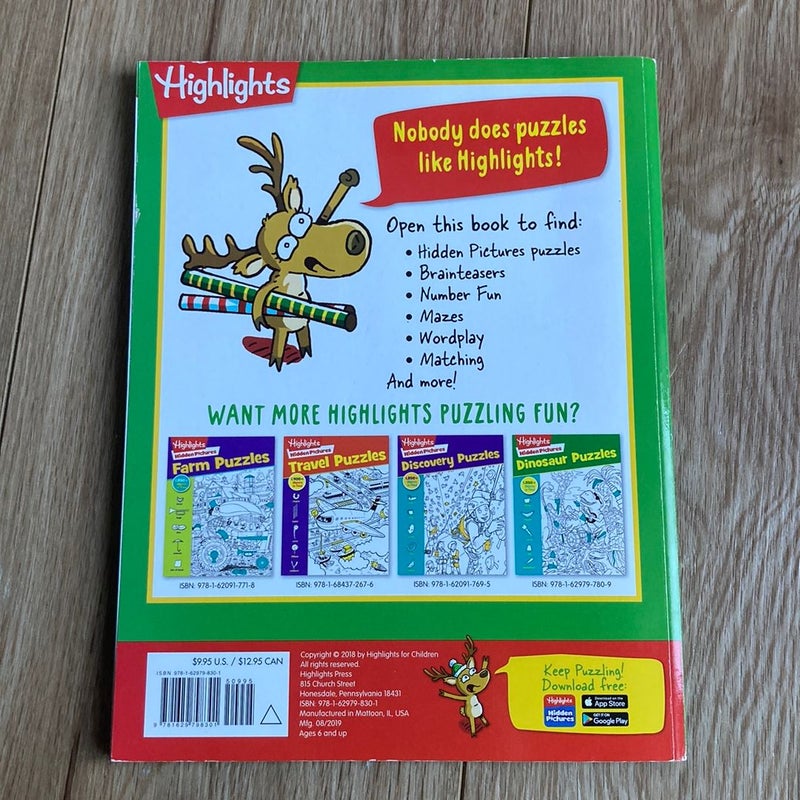 Highlights
Nobody does puzzles
like Highlights!
Open this book to find:
• Hidden Pictures puzzles
• Brainteasers
• Number Fun
• Mazes
• Wordplay
• Matching
And more!
WANT MORE HIGHLIGHTS PUZZLING FUN?
Highlights
Hidden Pictures
Farm Puzzles
Highlights
Hidden Pictures
Travel Puzzles
Highlights
Hidden Pictures
Discovery Puzzles
Highlights
Hidden Pictures
Dinosaur Puzzles
ISBN: 978-1-62091-771-8
ISBN: 978-1-68437-267-6
ISBN: 978-1-62091-769-5
ISBN: 978-1-62979-780-9
$9.95 U.S. / $12.95 CAN
ISBN 978-1-62979-830-1
50995
9 781629 798301
Copyright © 2018 by Highlights for Children
All rights reserved.
Highlights Press
815 Church Street
Honesdale, Pennsylvania 18431
ISBN: 978-1-62979-830-1
Manufactured in Mattoon, IL, USA
Mfg. 08/2019
Ages 6 and up
Keep Puzzling!
Download free:
Highlights
Hidden
Pictures
Download on the
App Store
GET IT ON
Google Play